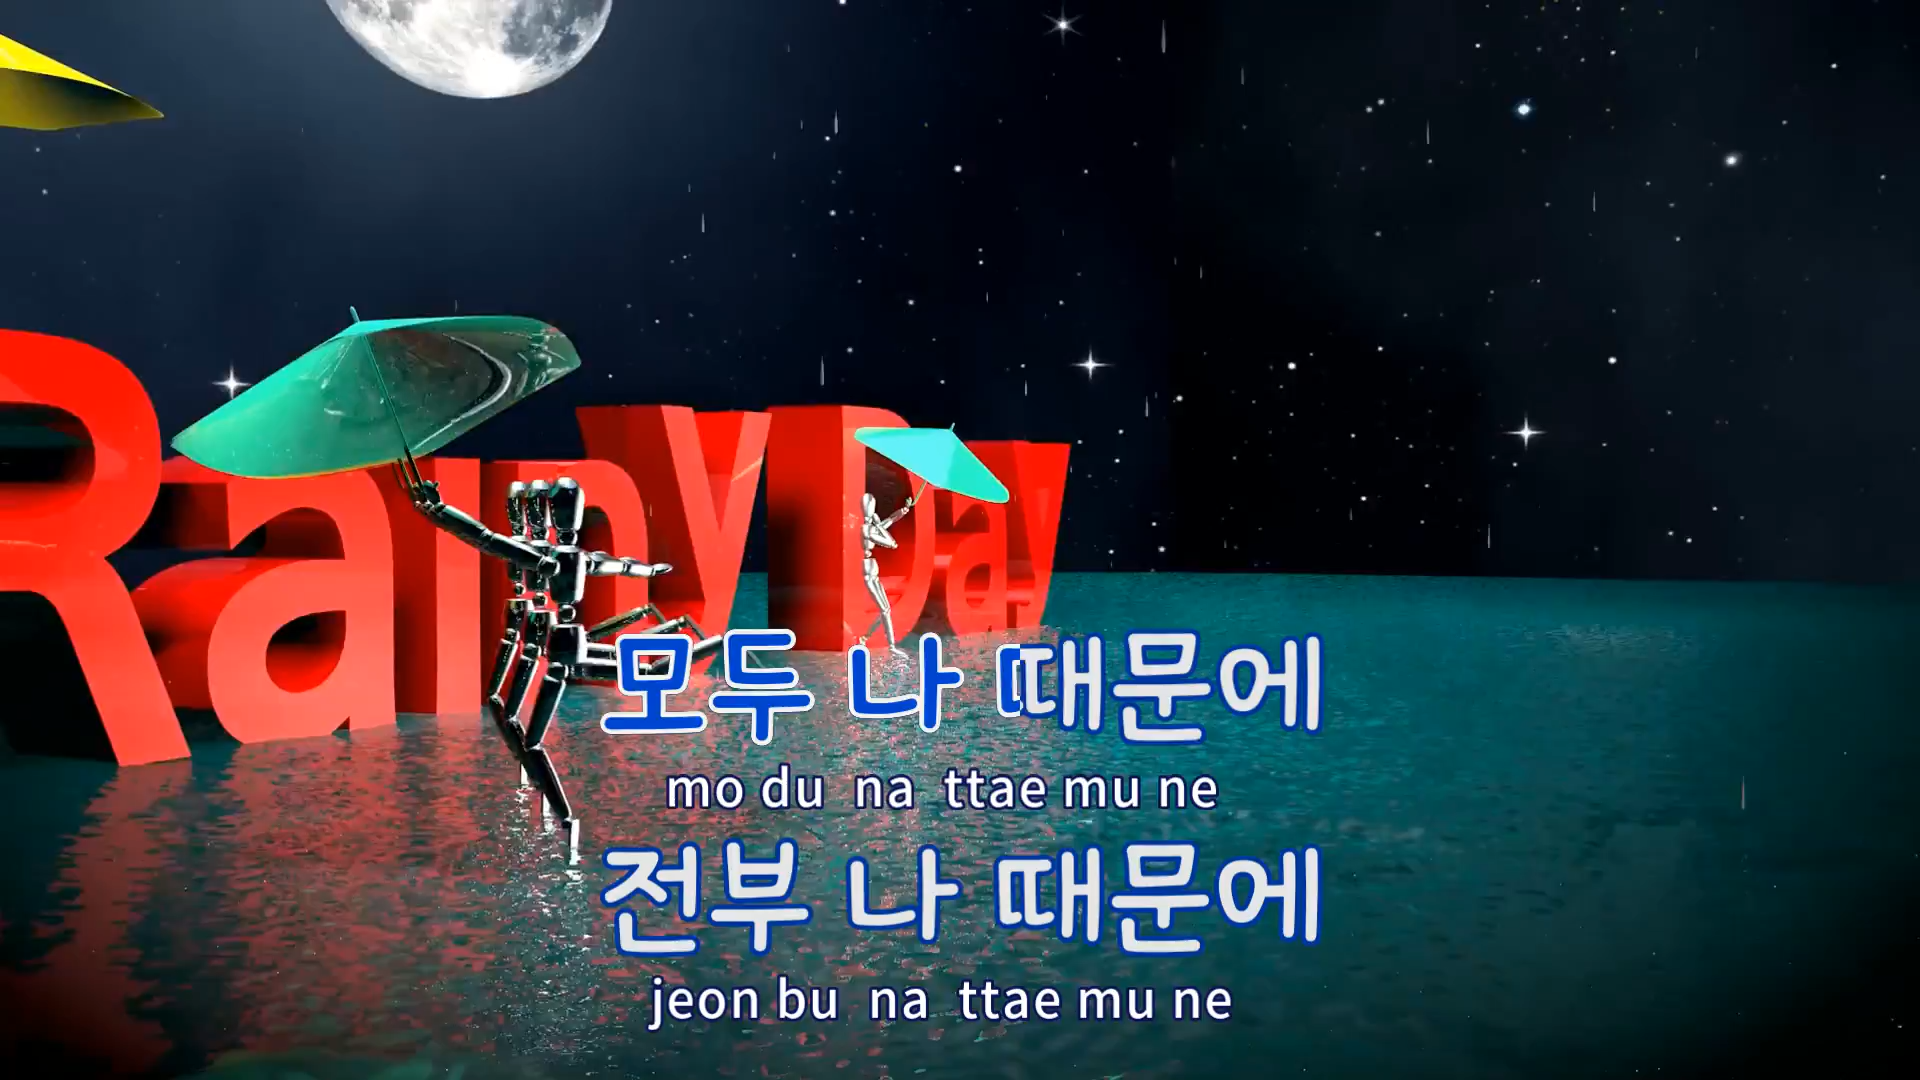 Rainy Day
모두 나 때문에
mo du na ttae mu ne
전부 나 때문에
jeon bu na ttae mu ne